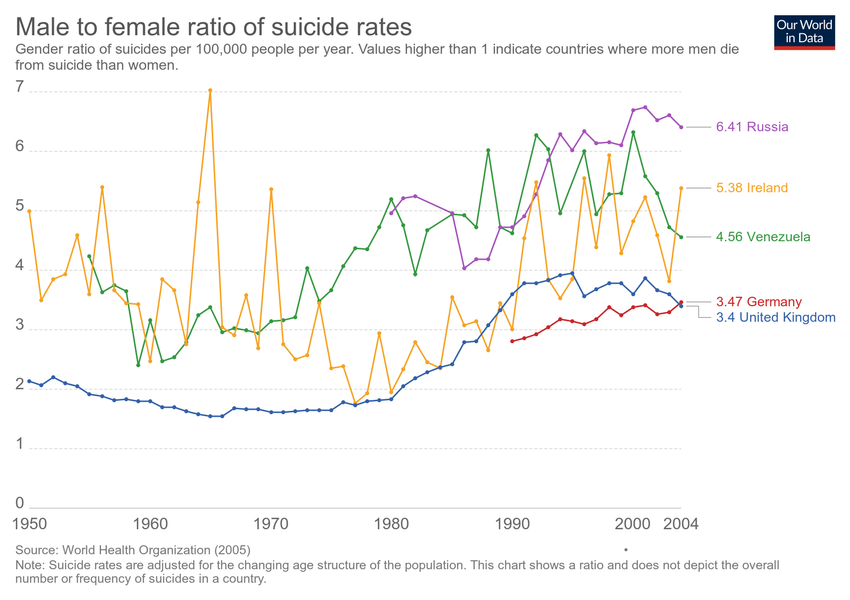 Male to female ratio of suicide rates
Our World
in Data
Gender ratio of suicides per 100,000 people per year. Values higher than 1 indicate countries where more men die
from suicide than women.
7
6
5
4
3
2
1
0
6.41 Russia
5.38 Ireland
4.56 Venezuela
3.47 Germany
3.4 United Kingdom
1950 1960 1970 1980 1990 2000 2004
Source: World Health Organization (2005)
Note: Suicide rates are adjusted for the changing age structure of the population. This chart shows a ratio and does not depict the overall
number or frequency of suicides in a country.